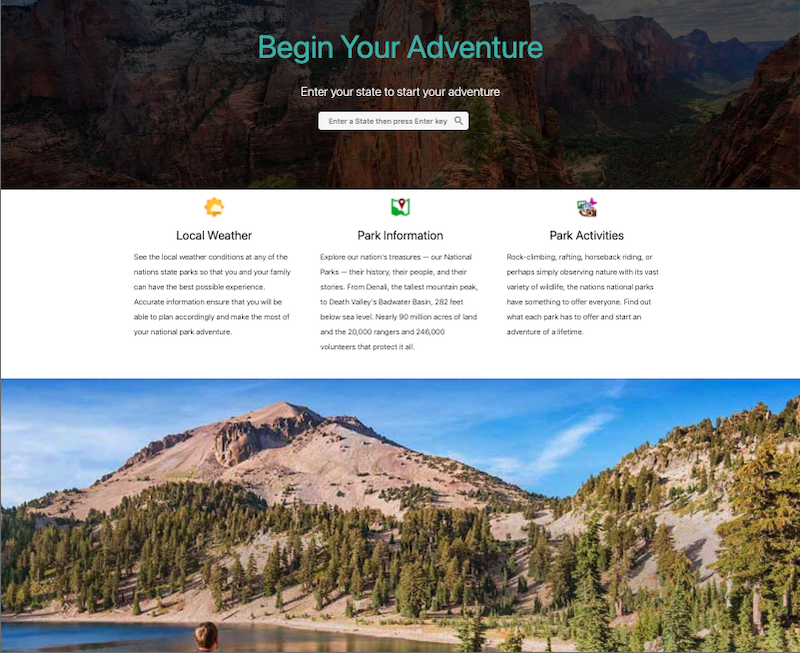 Begin Your Adventure
Enter your state to start your adventure
Enter a State then press Enter key
Local Weather
See the local weather conditions at any of the
nations state parks so that you and your family
can have the best possible experience.
Accurate information ensure that you will be
able to plan accordingly and make the most of
your national park adventure.
Park Information
Explore our nation's treasures — our National
Parks — their history, their people, and their
stories. From Denali, the tallest mountain peak,
to Death Valley's Badwater Basin, 282 feet
below sea level. Nearly 90 million acres of land
and the 20,000 rangers and 246,000
volunteers that protect it all.
Park Activities
Rock-climbing, rafting, horseback riding, or
perhaps simply observing nature with its vast
variety of wildlife, the nations national parks
have something to offer everyone. Find out
what each park has to offer and start an
adventure of a lifetime.